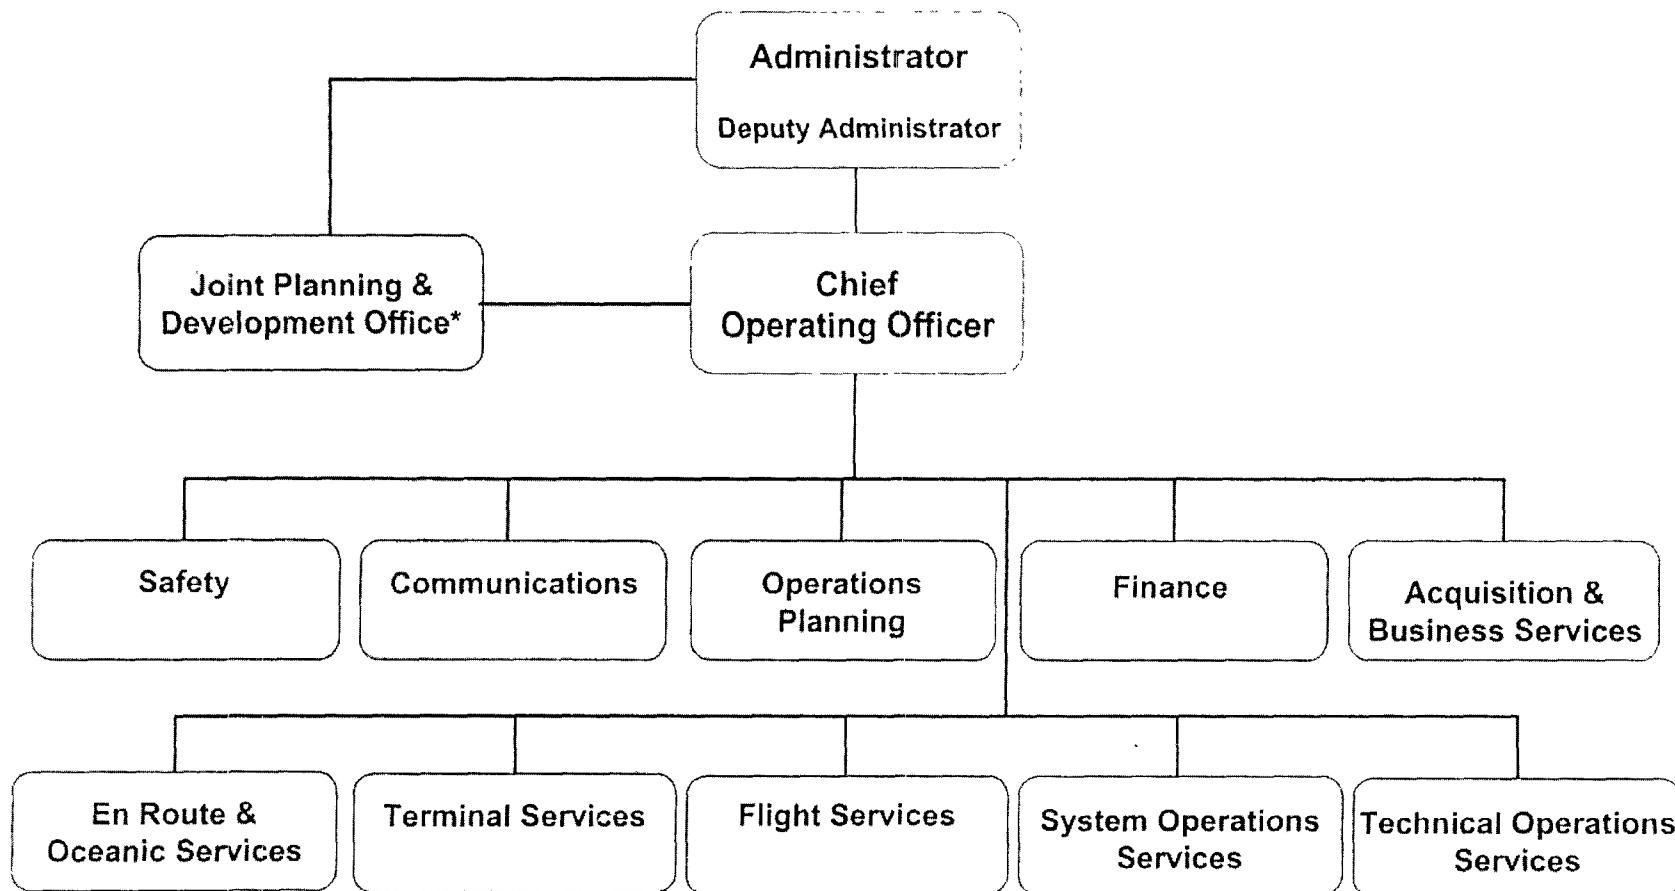 Administrator
Deputy Administrator
Joint Planning &
Development Office*
Chief
Operating Officer
Safety
Communications
Operations
Planning
Finance
Acquisition &
Business Services
En Route &
Oceanic Services
Terminal Services
Flight Services
System Operations
Services
Technical Operations
Services